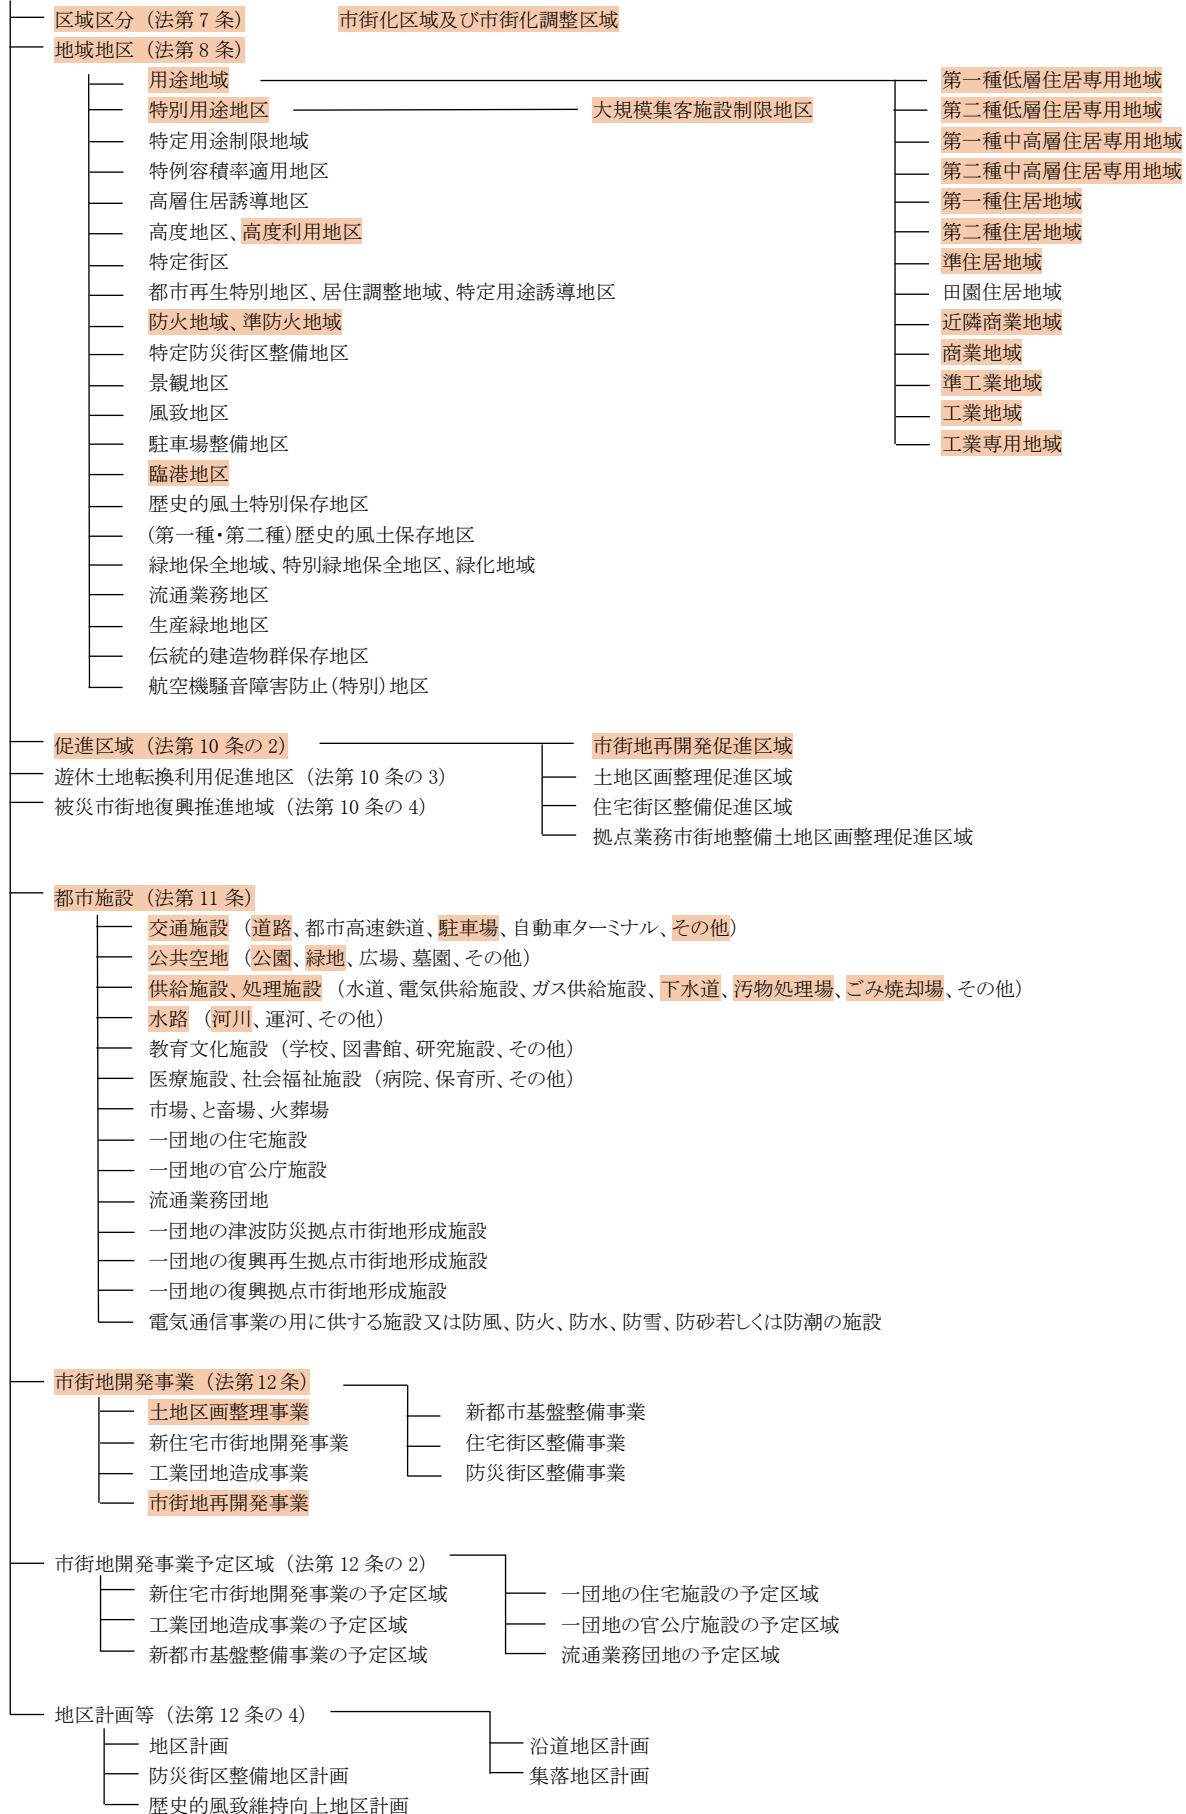 区域区分（法第７条） 市街化区域及び市街化調整区域
地域地区（法第８条）
用途地域 第一種低層住居専用地域
特別用途地区 大規模集客施設制限地区 第二種低層住居専用地域
特定用途制限地域 第一種中高層住居専用地域
特例容積率適用地区 第二種中高層住居専用地域
高層住居誘導地区 第一種住居地域
高度地区、高度利用地区 第二種住居地域
特定街区 準住居地域
都市再生特別地区、居住調整地域、特定用途誘導地区 田園住居地域
防火地域、準防火地域 近隣商業地域
特定防災街区整備地区 商業地域
景観地区 準工業地域
風致地区 工業地域
駐車場整備地区 工業専用地域
臨港地区
歴史的風土特別保存地区
（第一種・第二種）歴史的風土保存地区
緑地保全地域、特別緑地保全地区、緑化地域
流通業務地区
生産緑地地区
伝統的建造物群保存地区
航空機騒音障害防止（特別）地区
促進区域（法第 10 条の 2） 市街地再開発促進区域
遊休土地転換利用促進地区（法第 10 条の 3） 土地区画整理促進区域
被災市街地復興推進地域（法第 10 条の 4） 住宅街区整備促進区域
拠点業務市街地整備土地区画整理促進区域
都市施設（法第 11 条）
交通施設（道路、都市高速鉄道、駐車場、自動車ターミナル、その他）
公共空地（公園、緑地、広場、墓園、その他）
供給施設、処理施設（水道、電気供給施設、ガス供給施設、下水道、汚物処理場、ごみ焼却場、その他）
水路（河川、運河、その他）
教育文化施設（学校、図書館、研究施設、その他）
医療施設、社会福祉施設（病院、保育所、その他）
市場、と畜場、火葬場
一団地の住宅施設
一団地の官公庁施設
流通業務団地
一団地の津波防災拠点市街地形成施設
一団地の復興再生拠点市街地形成施設
一団地の復興拠点市街地形成施設
電気通信事業の用に供する施設又は防風、防火、防水、防雪、防砂若しくは防潮の施設
市街地開発事業（法第12条）
土地区画整理事業 新都市基盤整備事業
新住宅市街地開発事業 住宅街区整備事業
工業団地造成事業 防災街区整備事業
市街地再開発事業
市街地開発事業予定区域（法第 12 条の 2）
新住宅市街地開発事業の予定区域 一団地の住宅施設の予定区域
工業団地造成事業の予定区域 一団地の官公庁施設の予定区域
新都市基盤整備事業の予定区域 流通業務団地の予定区域
地区計画等（法第 12 条の 4）
地区計画 沿道地区計画
防災街区整備地区計画 集落地区計画
歴史的風致維持向上地区計画